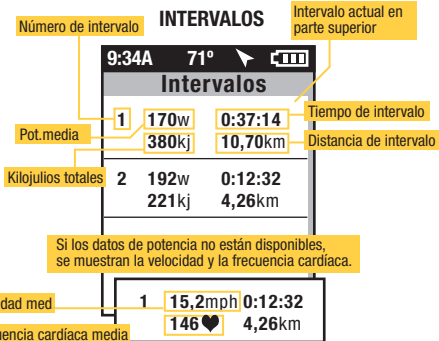 INTERVALOS
Número de intervalo
Intervalo actual en
parte superior
9:34A 71º
Intervalos
1 170w 0:37:14
380kj 10,70km
Tiempo de intervalo
Pot.media
Distancia de intervalo
Kilojulios totales
2 192w 0:12:32
221kj 4,26km
Si los datos de potencia no están disponibles,
se muestran la velocidad y la frecuencia cardíaca.
dad med
1 15,2mph 0:12:32
146 4,26km
uencia cardíaca media